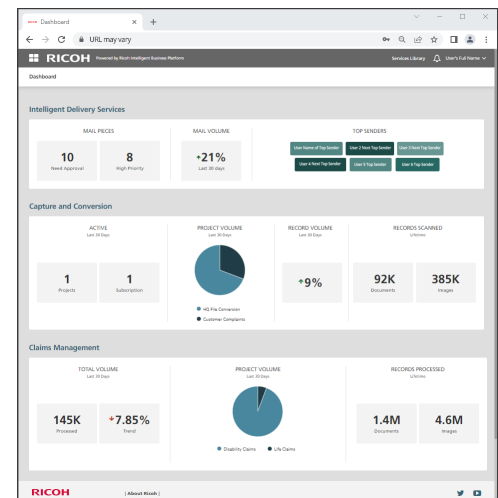 Dashboard
URL may vary
RICOH Powered by Ricoh Intelligent Business Platform
Services Library User's Full Name
Dashboard
Intelligent Delivery Services
MAIL PIECES
10
Need Approval
8
High Priority
MAIL VOLUME
+21%
Last 30 days
TOP SENDERS
User Name of Top Sender User 2 Next Top Sender User 3 Next Top Sender
User 4 Next Top Sender User 5 Top Sender User 6 Top Sender
Capture and Conversion
ACTIVE
Last 30 Days
1
Projects
1
Subscription
PROJECT VOLUME
Last 30 Days
HQ File Conversion
Customer Complaints
RECORD VOLUME
Last 30 Days
9%
RECORDS SCANNED
Lifetime
92K
Documents
385K
Images
Claims Management
TOTAL VOLUME
Last 30 Days
145K
Processed
7.85%
Trend
PROJECT VOLUME
Last 30 Days
Disability Claims Life Claims
RECORDS PROCESSED
Lifetime
1.4M
Documents
4.6M
Images
RICOH | About Ricoh |